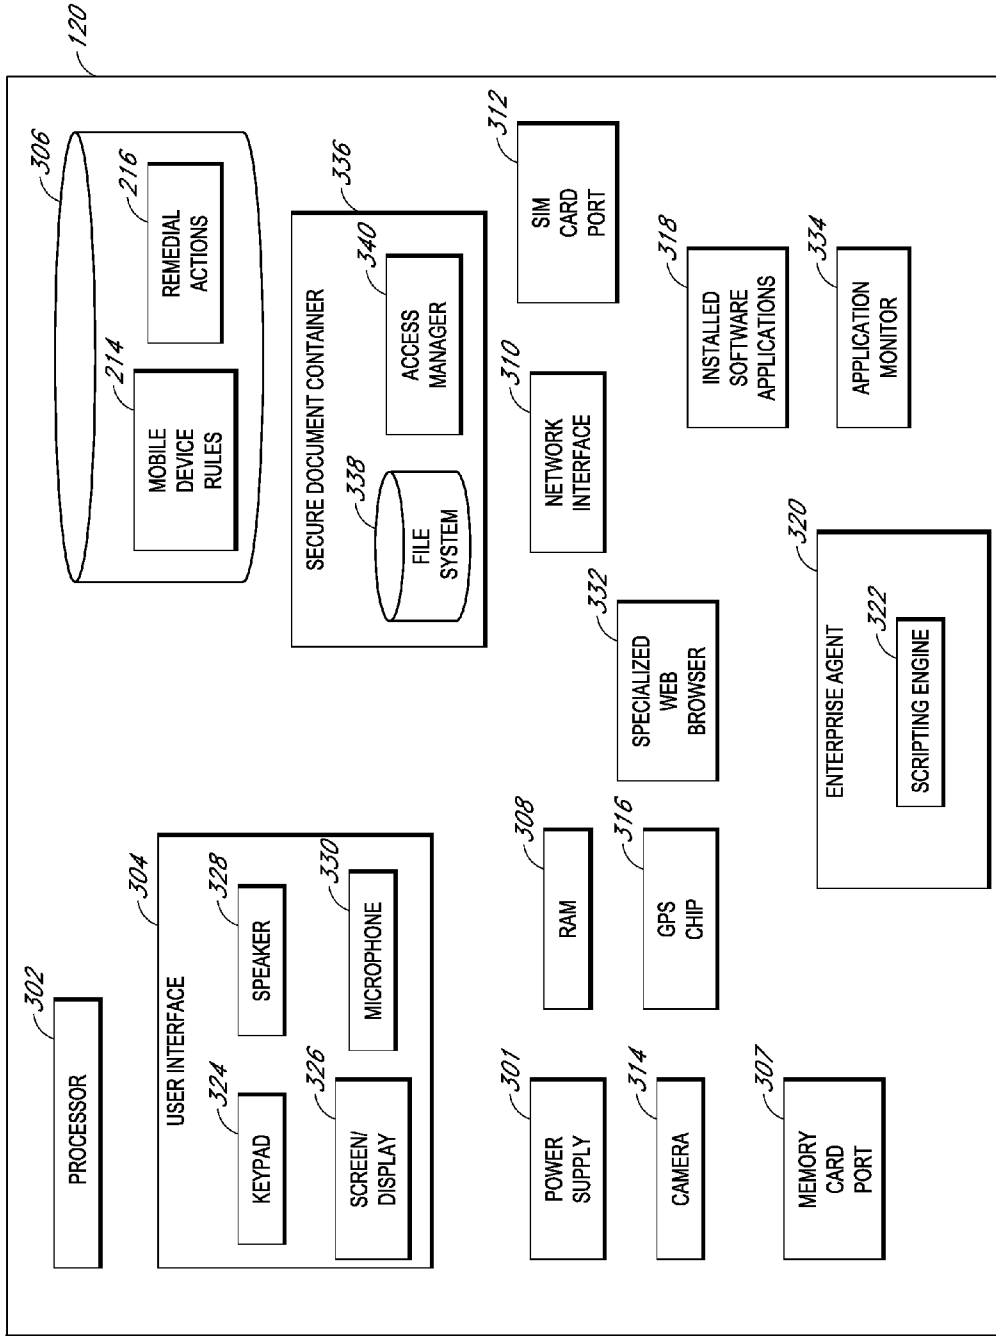 120
PROCESSOR
302
306
MOBILE
DEVICE
RULES
214
REMEDIAL
ACTIONS
216
USER INTERFACE
304
KEYPAD
324
SPEAKER
328
SCREEN/
DISPLAY
326
MICROPHONE
330
SECURE DOCUMENT CONTAINER
336
FILE
SYSTEM
338
ACCESS
MANAGER
340
POWER
SUPPLY
301
RAM
308
NETWORK
INTERFACE
310
SIM
CARD
PORT
312
CAMERA
314
GPS
CHIP
316
SPECIALIZED
WEB
BROWSER
332
INSTALLED
SOFTWARE
APPLICATIONS
318
MEMORY
CARD
PORT
307
ENTERPRISE AGENT
320
SCRIPTING ENGINE
322
APPLICATION
MONITOR
334